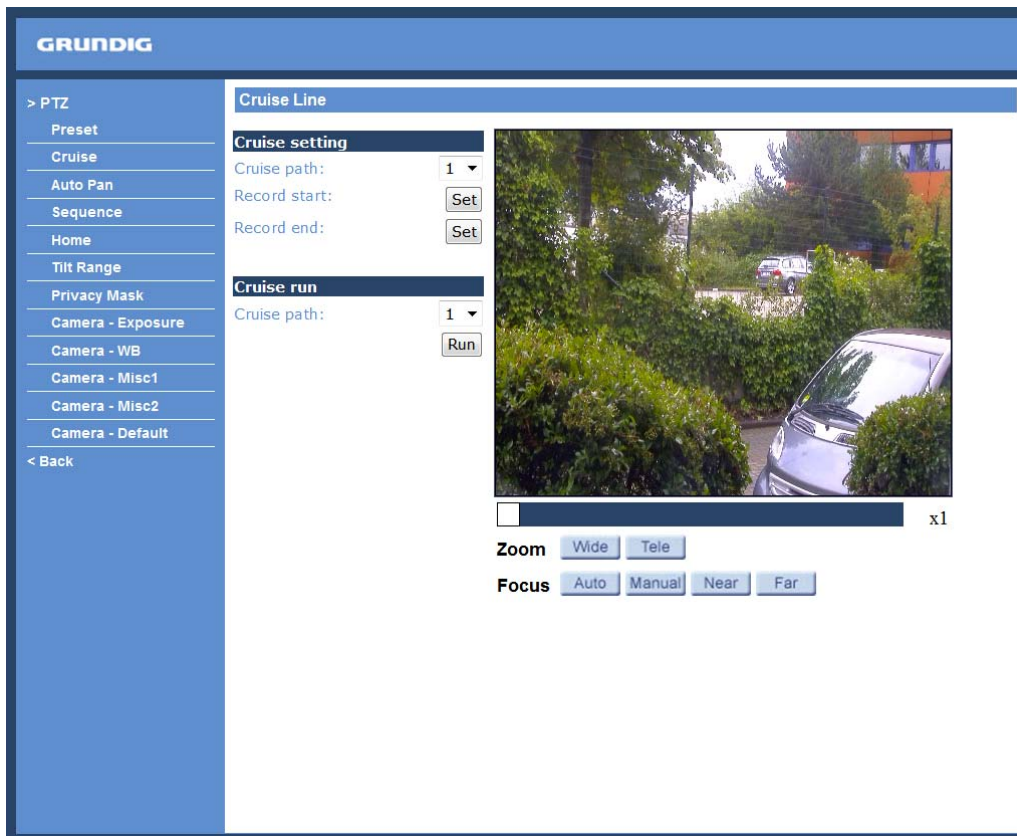 GRUNDIG
> PTZ
Preset
Cruise
Auto Pan
Sequence
Home
Tilt Range
Privacy Mask
Camera - Exposure
Camera - WB
Camera - Misc1
Camera - Misc2
Camera - Default
< Back
Cruise Line
Cruise setting
Cruise path: 1
Record start: Set
Record end: Set
Cruise run
Cruise path: 1
Run
x1
Zoom Wide Tele
Focus Auto Manual Near Far